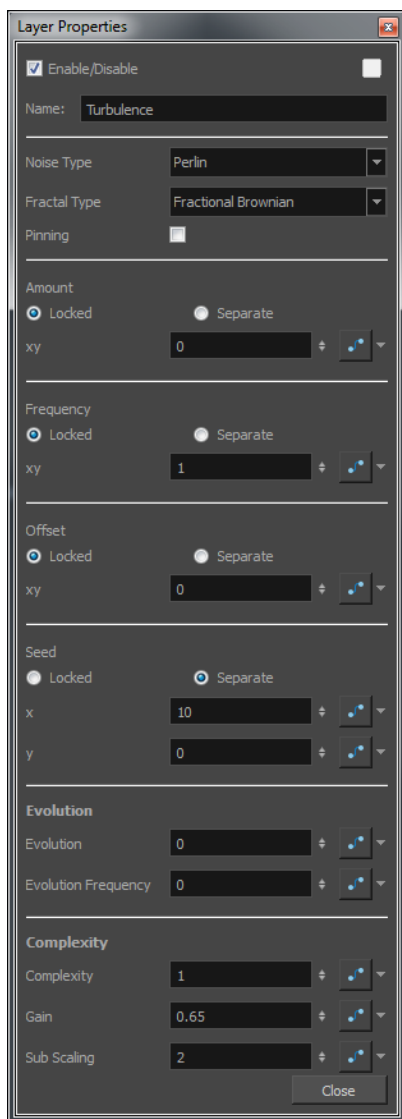 Layer Properties
Enable/Disable
Name: Turbulence
Noise Type Perlin
Fractal Type Fractional Brownian
Pinning
Amount
Locked Separate
xy 0
Frequency
Locked Separate
xy 1
Offset
Locked Separate
xy 0
Seed
Locked Separate
x 10
y 0
Evolution
Evolution 0
Evolution Frequency 0
Complexity
Complexity 1
Gain 0.65
Sub Scaling 2
Close